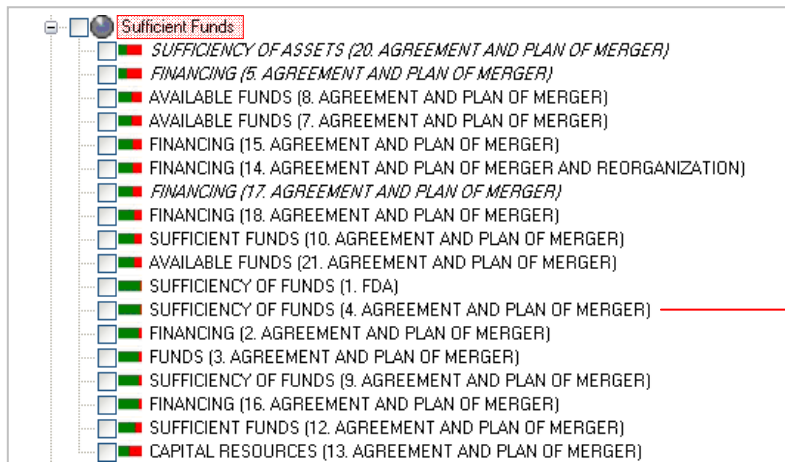 Sufficient Funds
SUFFICIENCY OF ASSETS (20. AGREEMENT AND PLAN OF MERGER)
FINANCING (5. AGREEMENT AND PLAN OF MERGER)
AVAILABLE FUNDS (8. AGREEMENT AND PLAN OF MERGER)
AVAILABLE FUNDS (7. AGREEMENT AND PLAN OF MERGER)
FINANCING (15. AGREEMENT AND PLAN OF MERGER)
FINANCING (14. AGREEMENT AND PLAN OF MERGER AND REORGANIZATION)
FINANCING (17. AGREEMENT AND PLAN OF MERGER)
FINANCING (18. AGREEMENT AND PLAN OF MERGER)
SUFFICIENT FUNDS (10. AGREEMENT AND PLAN OF MERGER)
AVAILABLE FUNDS (21. AGREEMENT AND PLAN OF MERGER)
SUFFICIENCY OF FUNDS (1. FDA)
SUFFICIENCY OF FUNDS (4. AGREEMENT AND PLAN OF MERGER)
FINANCING (2. AGREEMENT AND PLAN OF MERGER)
FUNDS (3. AGREEMENT AND PLAN OF MERGER)
SUFFICIENCY OF FUNDS (9. AGREEMENT AND PLAN OF MERGER)
FINANCING (16. AGREEMENT AND PLAN OF MERGER)
SUFFICIENT FUNDS (12. AGREEMENT AND PLAN OF MERGER)
CAPITAL RESOURCES (13. AGREEMENT AND PLAN OF MERGER)